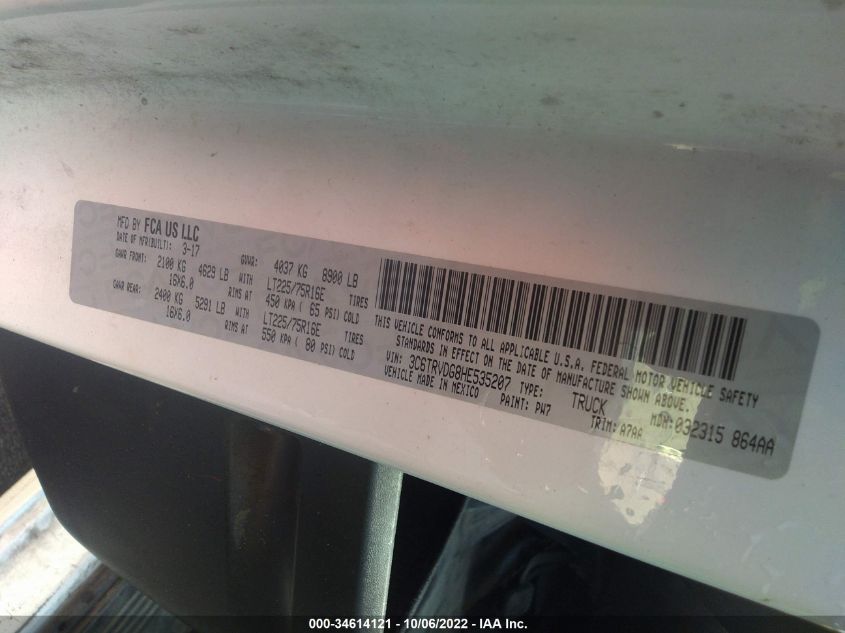 MFD BY FCA US LLC
DATE OF MFR(BUILT): 3-17 GVWR: 4037 KG 8900 LB
GAWR FRONT: 2100 KG 4629 LB WITH LT225/75R16E TIRES
16X6.0 RIMS AT 450 KPA ( 65 PSI) COLD
GAWR REAR: 2400 KG 5291 LB WITH LT225/75R16E TIRES
16X6.0 RIMS AT 550 KPA ( 80 PSI) COLD
THIS VEHICLE CONFORMS TO ALL APPLICABLE U.S.A. FEDERAL MOTOR VEHICLE SAFETY
STANDARDS IN EFFECT ON THE DATE OF MANUFACTURE SHOWN ABOVE.
VIN: 3C6TRVDG8HE535207 TYPE: TRUCK MDH: 032315 864AA
VEHICLE MADE IN MEXICO PAINT: PW7 TRIM: A7AA
000-34614121 - 10/06/2022 - IAA Inc.